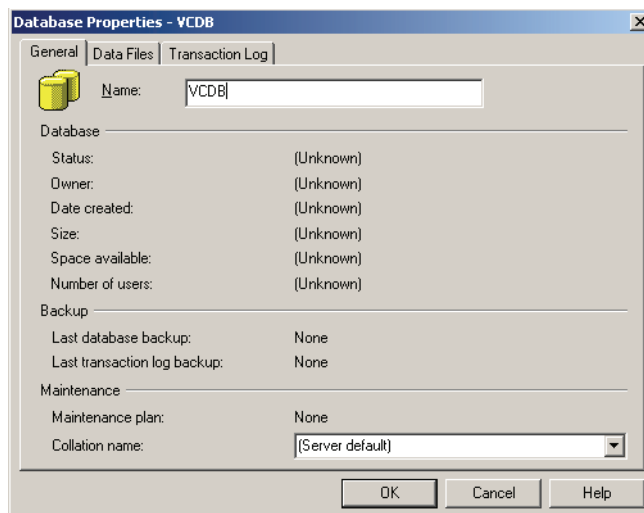 Database Properties - VCDB
General Data Files Transaction Log
Name: VCDB
Database
Status: (Unknown)
Owner: (Unknown)
Date created: (Unknown)
Size: (Unknown)
Space available: (Unknown)
Number of users: (Unknown)
Backup
Last database backup: None
Last transaction log backup: None
Maintenance
Maintenance plan: None
Collation name: (Server default)
OK Cancel Help